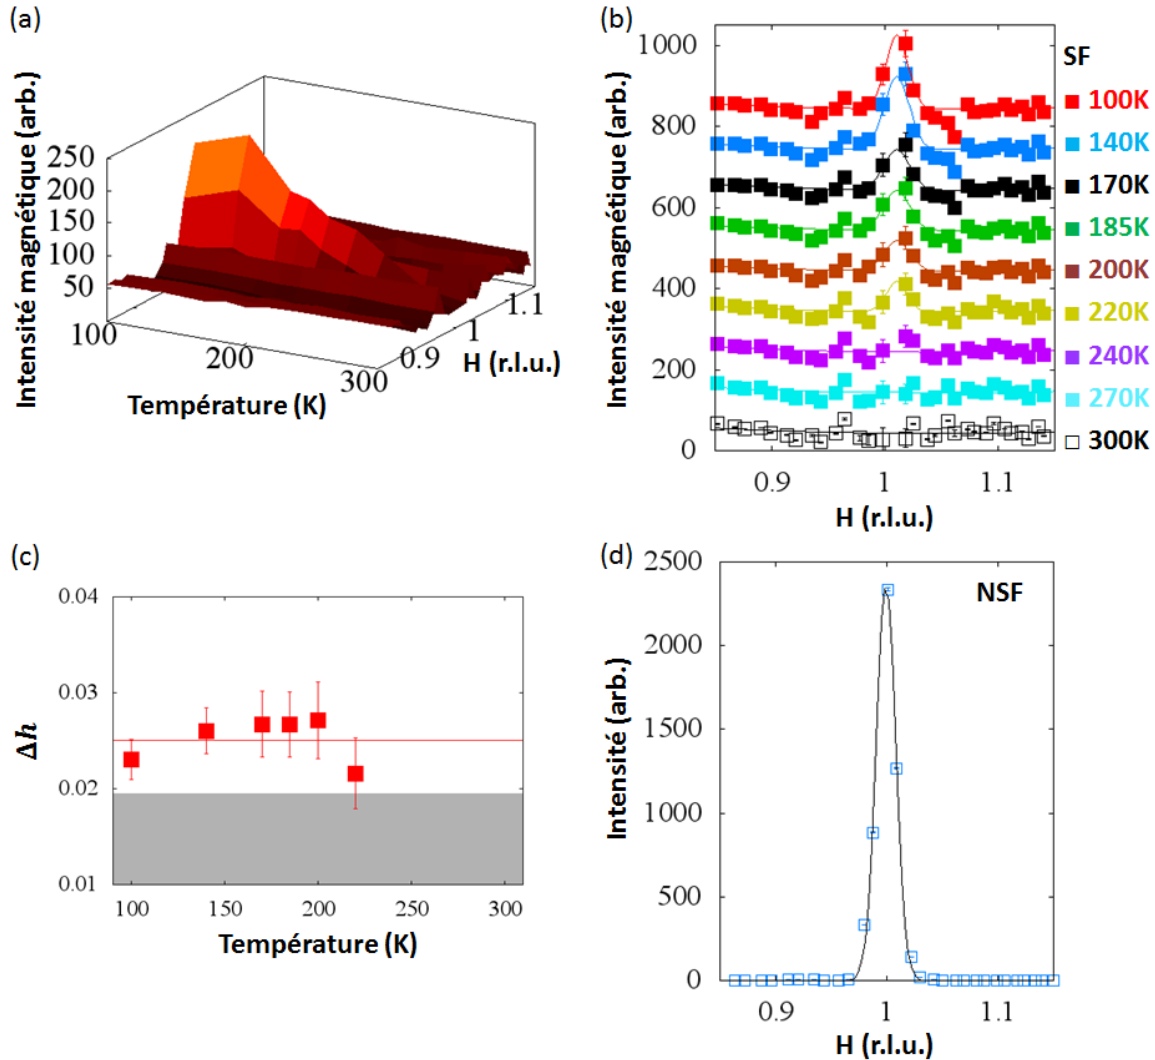 (a)
Intensité magnétique (arb.)
250
200
150
100
50
100
200
300
0.9
1
1.1
H (r.l.u.)
Température (K)
(b)
Intensité magnétique (arb.)
1000
800
600
400
200
0
0.9
1
1.1
H (r.l.u.)
SF
100K
140K
170K
185K
200K
220K
240K
270K
300K
(c)
Δh
0.04
0.03
0.02
0.01
100
150
200
250
300
Température (K)
(d)
Intensité (arb.)
2500
2000
1500
1000
500
0
NSF
0.9
1
1.1
H (r.l.u.)